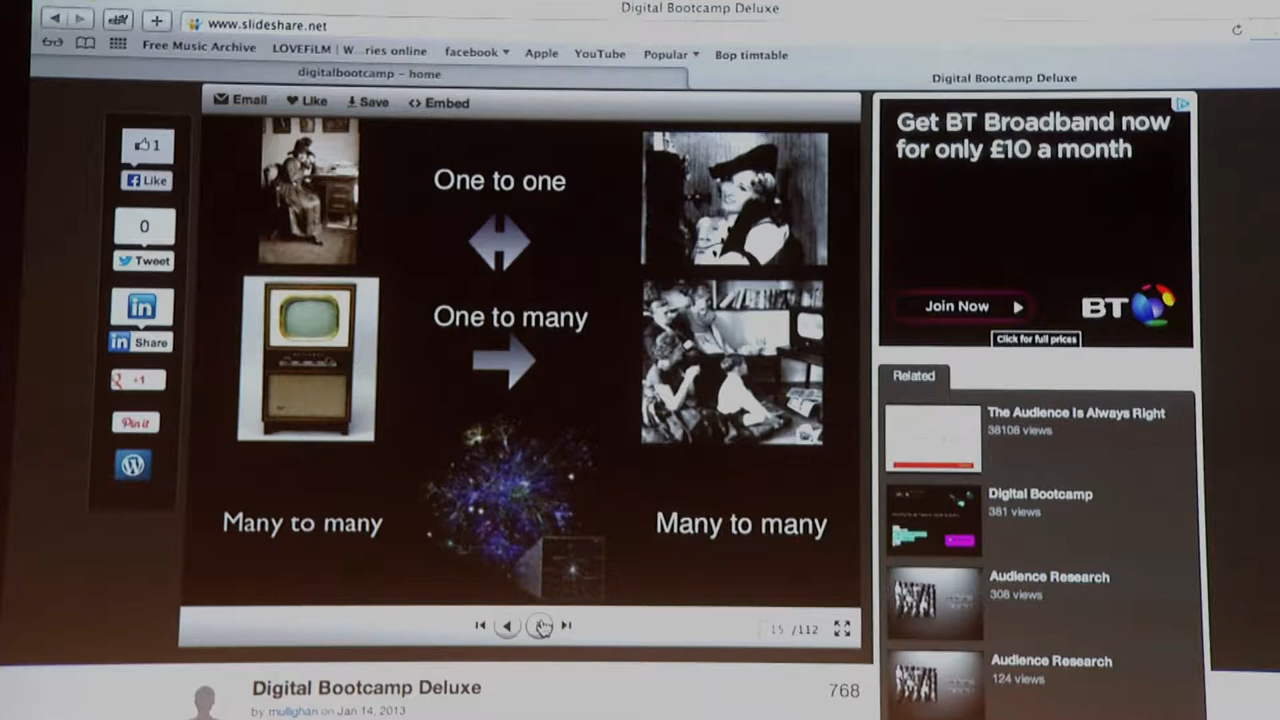 Digital Bootcamp Deluxe
www.slideshare.net
Free Music Archive LOVEFiLM | W...ries online facebook Apple YouTube Popular Bop timtable
digitalbootcamp – home
Digital Bootcamp Deluxe
Email Like Save Embed
1
Like
0
Tweet
in
in Share
+1
Pin it
One to one
One to many
Many to many
Many to many
15 /112
Get BT Broadband now
for only £10 a month
Join Now
BT
Click for full prices
Related
The Audience Is Always Right
38108 views
Digital Bootcamp
381 views
Audience Research
308 views
Audience Research
124 views
Digital Bootcamp Deluxe
768
by mullighan on Jan 14, 2013